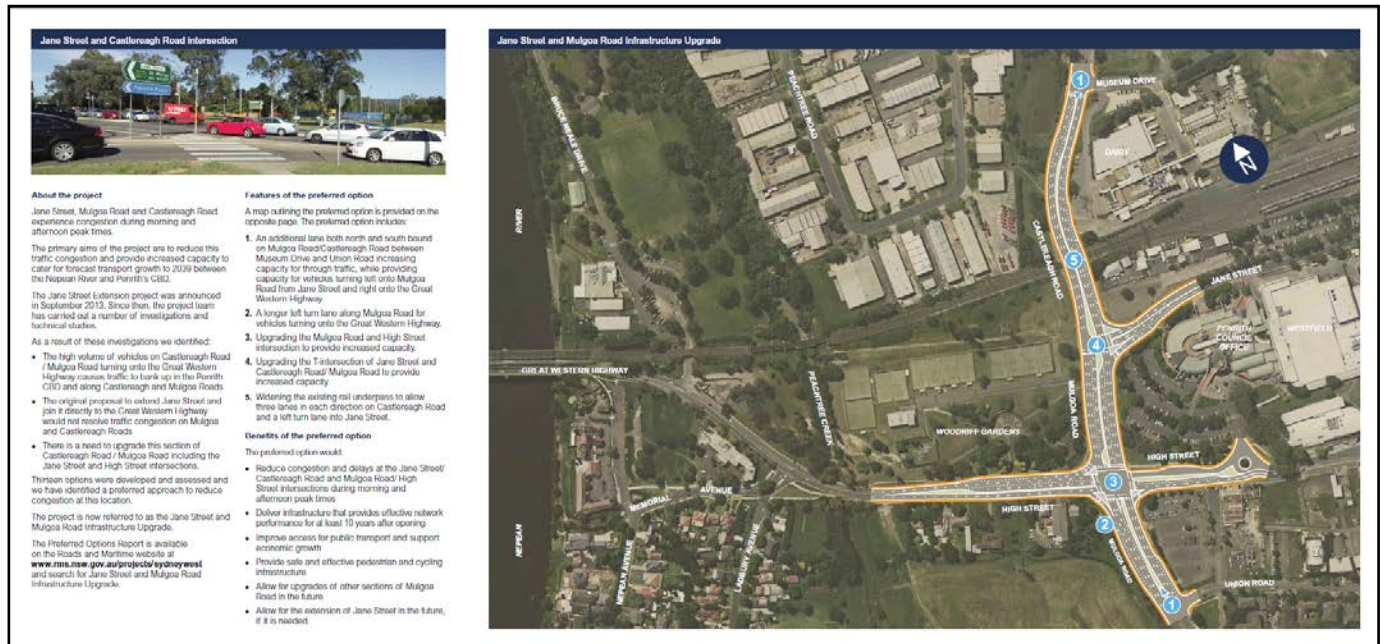 Jane Street and Castlereagh Road Intersection
About the project
Jane Street, Mulgoa Road and Castlereagh Road
experience congestion during morning and
afternoon peak times.
The primary aims of the project are to reduce this
traffic congestion and provide increased capacity to
cater for forecast transport growth to 2039 between
the Nepean River and Penrith's CBD.
The Jane Street Extension project was announced
in September 2013. Since then, the project team
has carried out a number of investigations and
technical studies.
As a result of these investigations we identified:
• The high volume of vehicles on Castlereagh Road
/ Mulgoa Road turning onto the Great Western
Highway causes traffic to bank up in the Penrith
CBD and along Castlereagh and Mulgoa Roads
• The original proposal to extend Jane Street and
join it directly to the Great Western Highway
would not resolve traffic congestion on Mulgoa
and Castlereagh Roads
• There is a need to upgrade this section of
Castlereagh Road / Mulgoa Road including the
Jane Street and High Street intersections.
Thirteen options were developed and assessed and
we have identified a preferred approach to reduce
congestion at this location.
The project is now referred to as the Jane Street and
Mulgoa Road Infrastructure Upgrade.
The Preferred Options Report is available
on the Roads and Maritime website at
www.rms.nsw.gov.au/projects/sydneywest
and search for Jane Street and Mulgoa Road
Infrastructure Upgrade.
Features of the preferred option
A map outlining the preferred option is provided on the
opposite page. The preferred option includes:
1. An additional lane both north and south bound
on Mulgoa Road/Castlereagh Road between
Museum Drive and Union Road increasing
capacity for through traffic, while providing
capacity for vehicles turning left onto Mulgoa
Road from Jane Street and right onto the Great
Western Highway.
2. A longer left turn lane along Mulgoa Road for
vehicles turning onto the Great Western Highway.
3. Upgrading the Mulgoa Road and High Street
intersection to provide increased capacity.
4. Upgrading the T-intersection of Jane Street and
Castlereagh Road/ Mulgoa Road to provide
increased capacity.
5. Widening the existing rail underpass to allow
three lanes in each direction on Castlereagh Road
and a left turn lane into Jane Street.
Benefits of the preferred option
The preferred option would:
• Reduce congestion and delays at the Jane Street/
Castlereagh Road and Mulgoa Road/ High
Street intersections during morning and
afternoon peak times
• Deliver infrastructure that provides effective network
performance for at least 10 years after opening
• Improve access for public transport and support
economic growth
• Provide safe and effective pedestrian and cycling
infrastructure
• Allow for upgrades of other sections of Mulgoa
Road in the future
• Allow for the extension of Jane Street in the future,
if it is needed.
Jane Street and Mulgoa Road Infrastructure Upgrade
1
MUSEUM DRIVE
PEACHTREE ROAD
BRUCE NEALE DRIVE
DAIRY
N
RIVER
CASTLEREAGH ROAD
5
JANE STREET
4
PENRITH
COUNCIL
OFFICE
WESTFIELD
GREAT WESTERN HIGHWAY
PEACHTREE CREEK
MULGOA ROAD
WOODRIFF GARDENS
HIGH STREET
3
MEMORIAL AVENUE
HIGH STREET
2
NEPEAN
NEPEAN AVENUE
LADBURY AVENUE
MULGOA ROAD
UNION ROAD
1